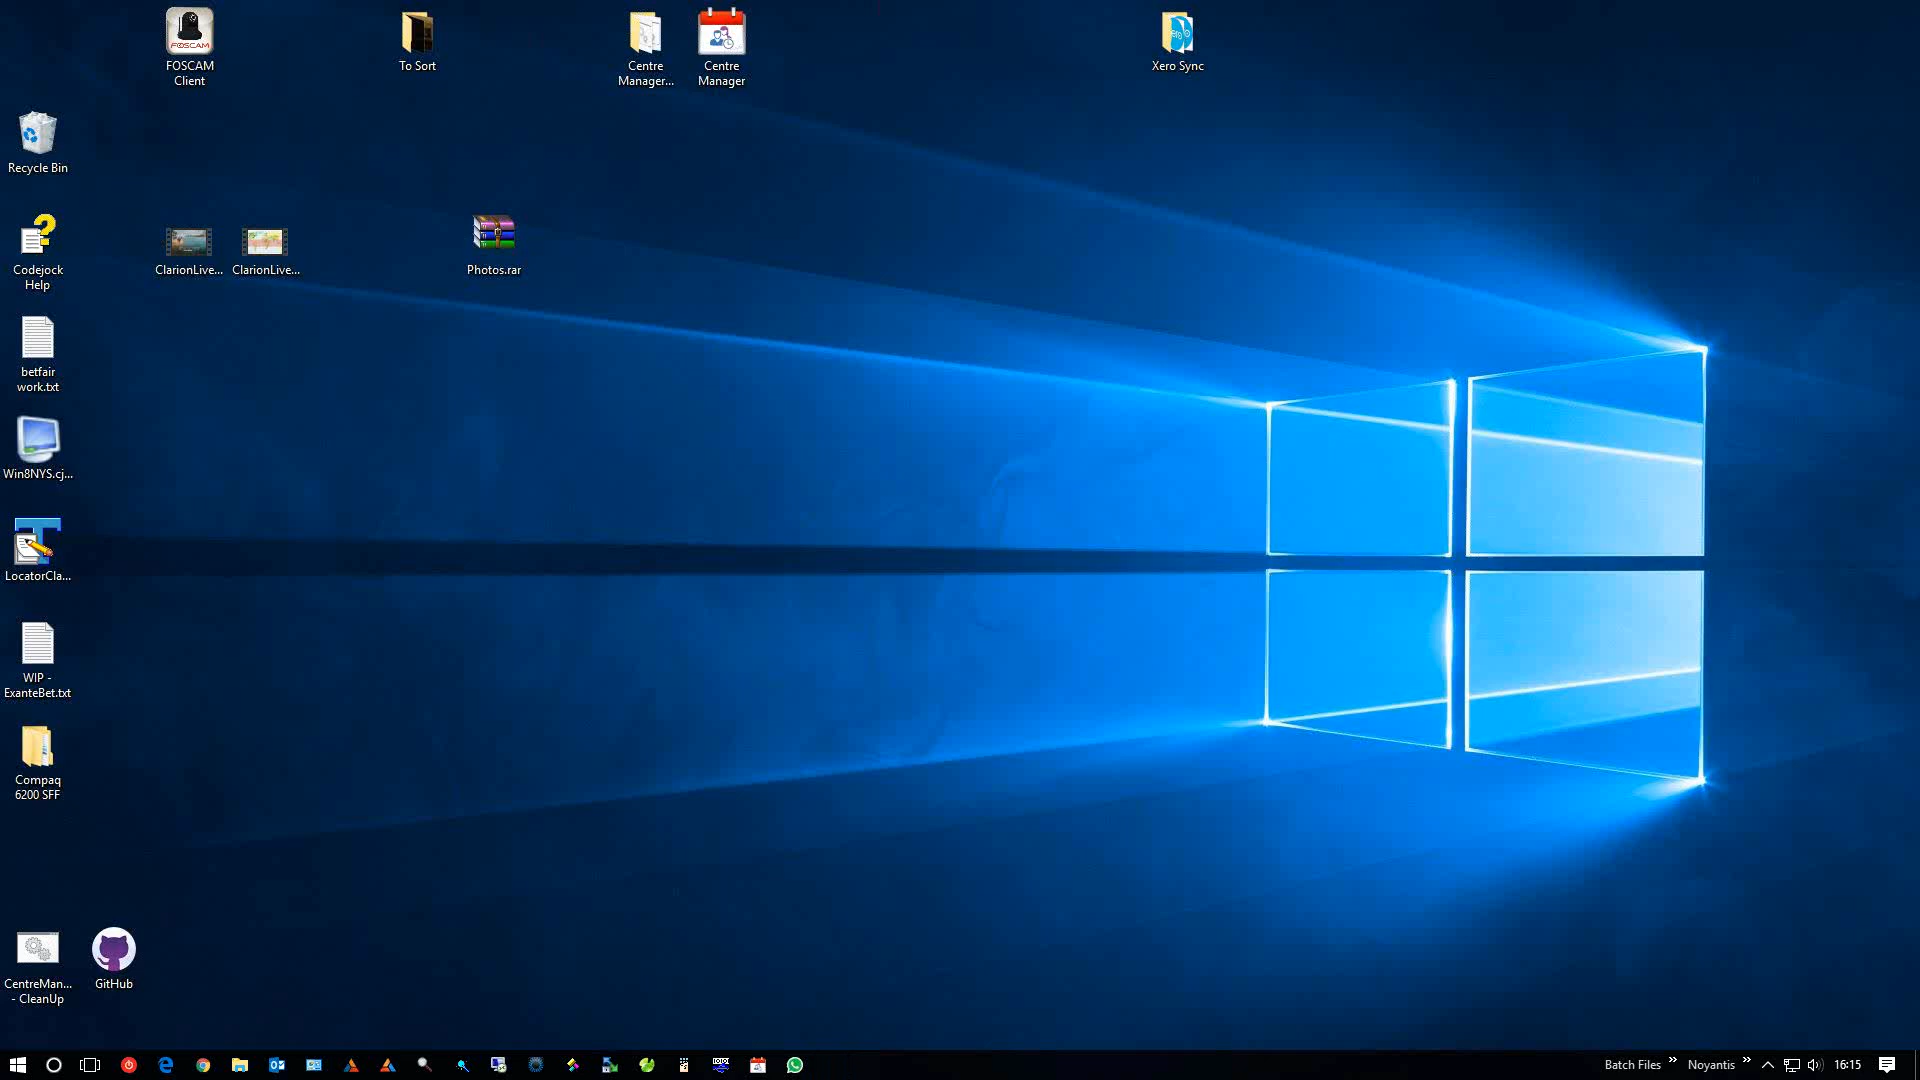 FOSCAM
FOSCAM
Client
To Sort
Centre
Manager...
Centre
Manager
Xero Sync
Recycle Bin
Codejock
Help
ClarionLive...
ClarionLive...
Photos.rar
betfair
work.txt
Win8NYS.cj...
LocatorCla...
WIP -
ExanteBet.txt
Compaq
6200 SFF
CentreMan...
- CleanUp
GitHub
Batch Files
Noyantis
16:15